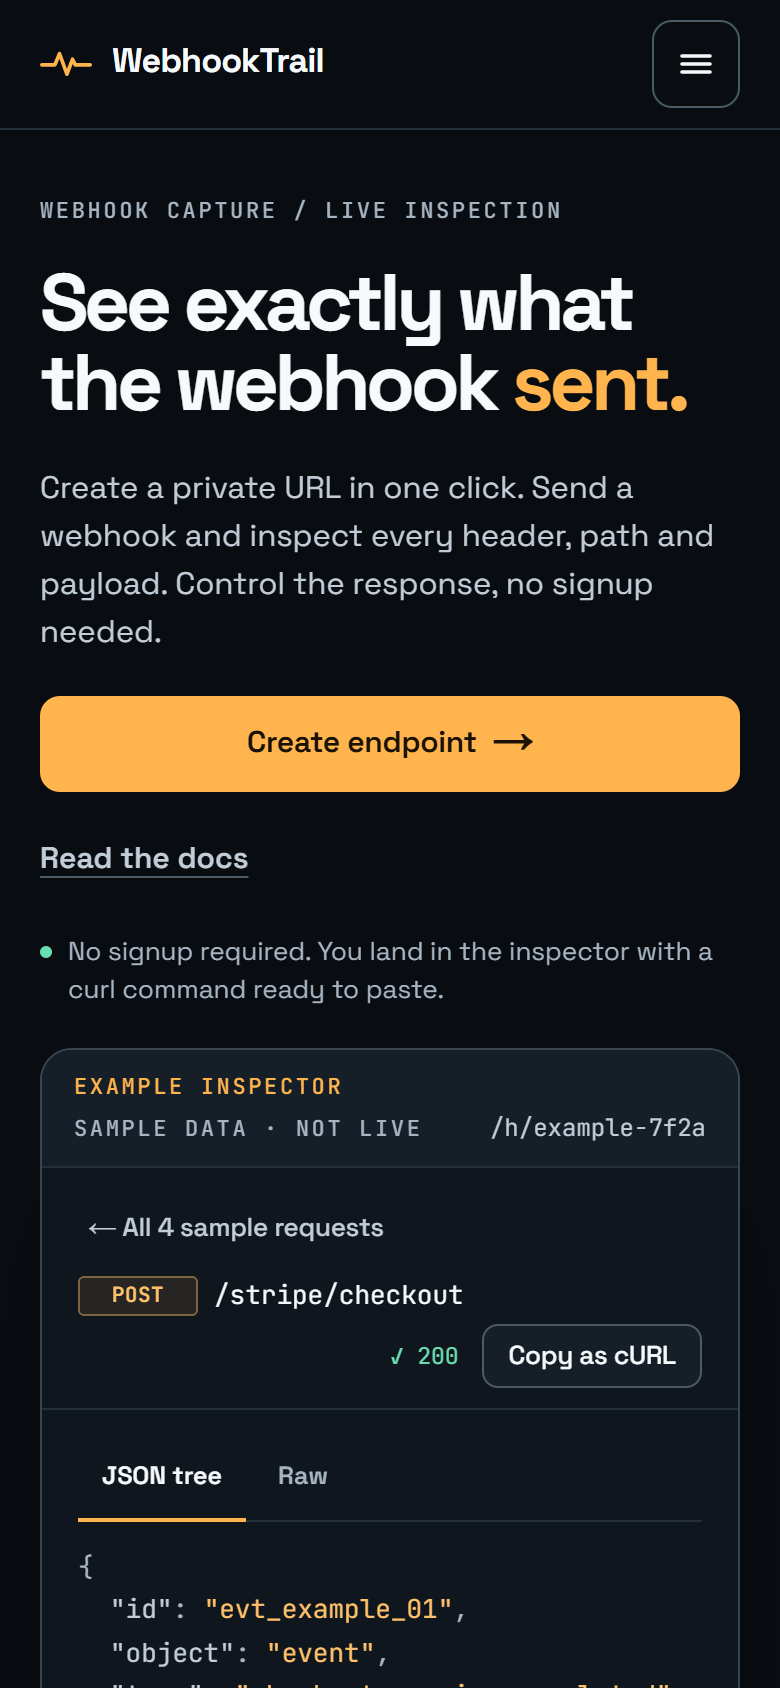 WebhookTrail
WEBHOOK CAPTURE / LIVE INSPECTION
See exactly what
the webhook sent.
Create a private URL in one click. Send a
webhook and inspect every header, path and
payload. Control the response, no signup
needed.
Create endpoint →
Read the docs
No signup required. You land in the inspector with a
curl command ready to paste.
EXAMPLE INSPECTOR
SAMPLE DATA · NOT LIVE /h/example-7f2a
← All 4 sample requests
POST /stripe/checkout
✓ 200 Copy as cURL
JSON tree Raw
{
"id": "evt_example_01",
"object": "event",